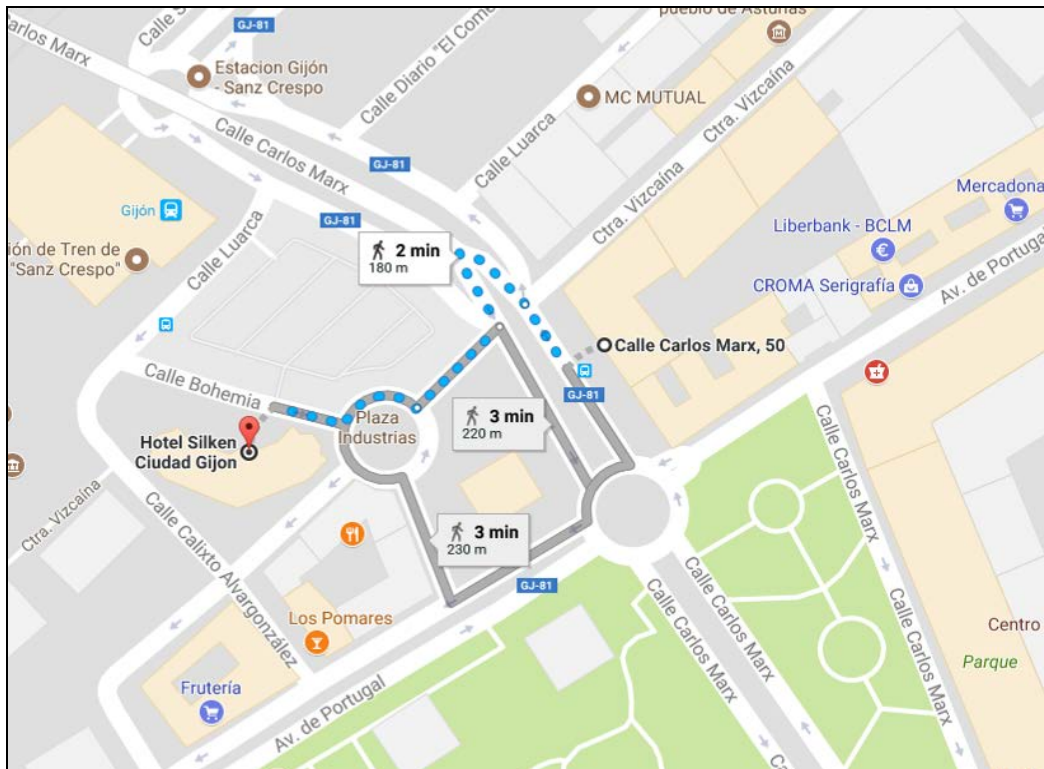 Carlos Marx
Calle S
GJ-81
Calle Diario "El Come
pueblo de Asturias
Estacion Gijón
- Sanz Crespo
MC MUTUAL
Ctra. Vizcaína
Calle Carlos Marx
Calle Luarca
GJ-81
Mercadona
Gijón
GJ-81
Calle Luarca
Liberbank - BCLM
ión de Tren de
"Sanz Crespo"
2 min
180 m
Ctra. Vizcaína
CROMA Serigrafía
Av. de Portugal
Calle Carlos Marx, 50
Calle Bohemia
GJ-81
Plaza
Industrias
3 min
220 m
Hotel Silken
Ciudad Gijon
Calle Carlos Marx
Ctra. Vizcaína
Calle Calixto Alvargonzález
3 min
230 m
GJ-81
Los Pomares
Calle Carlos Marx
Calle Carlos Marx
Calle Carlos Marx
Centro
Parque
Frutería
Av. de Portugal
Ca
Ca